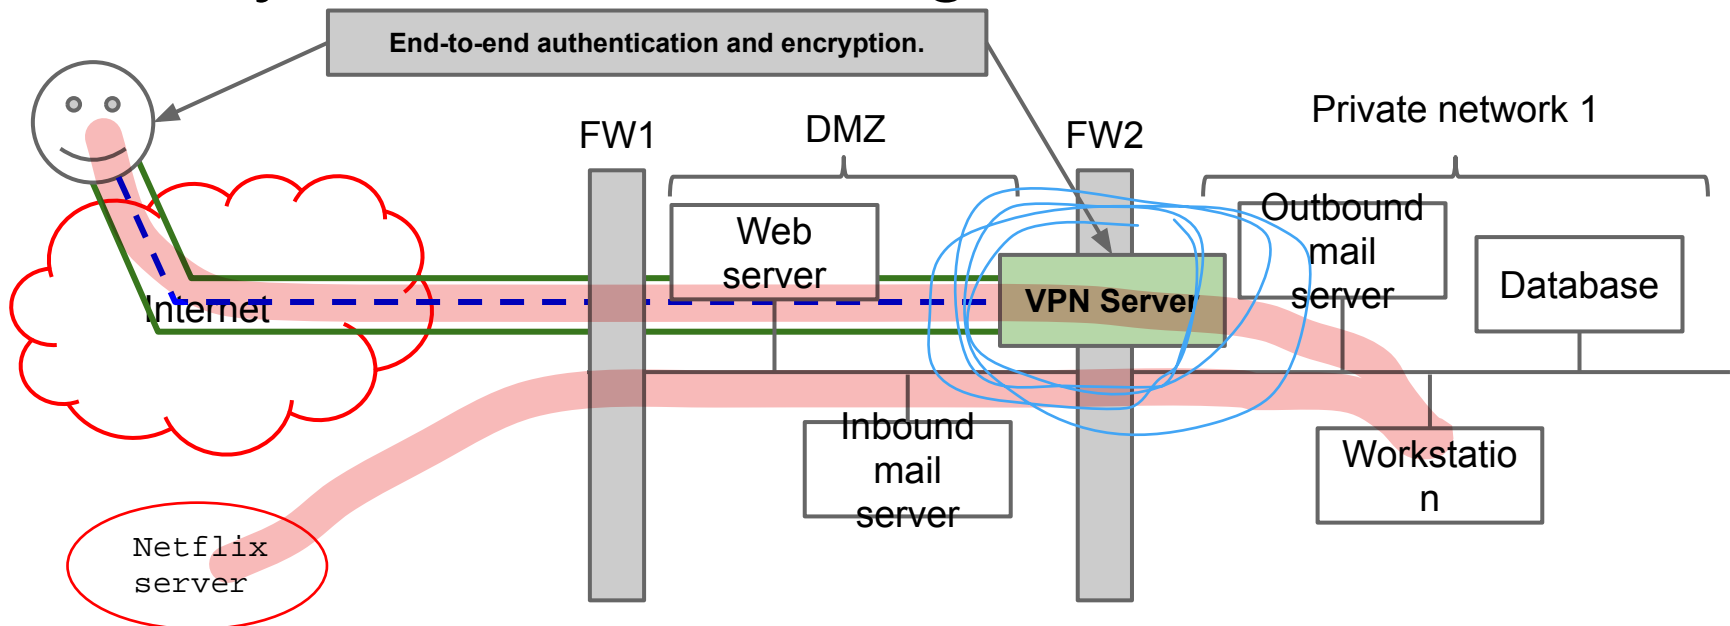 End-to-end authentication and encryption.
Private network 1
FW1
DMZ
FW2
Web
server
Outbound
mail
server
Database
VPN Server
Internet
Inbound
mail
server
Workstatio
n
Netflix
server